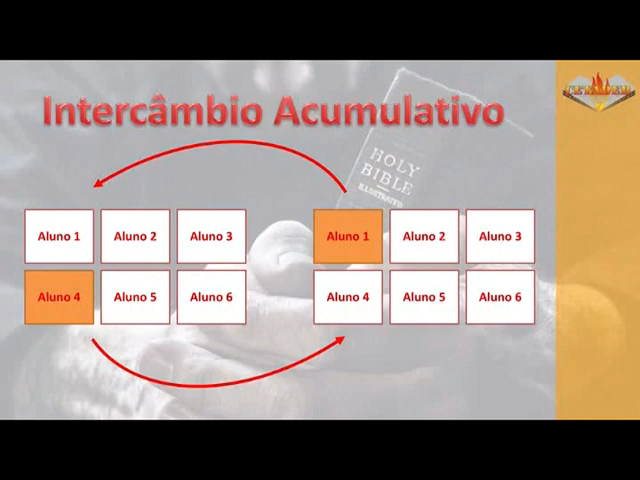 Intercâmbio Acumulativo
HOLY
BIBLE
ILLUSTRATED
Aluno 1 Aluno 2 Aluno 3
Aluno 4 Aluno 5 Aluno 6
Aluno 1 Aluno 2 Aluno 3
Aluno 4 Aluno 5 Aluno 6